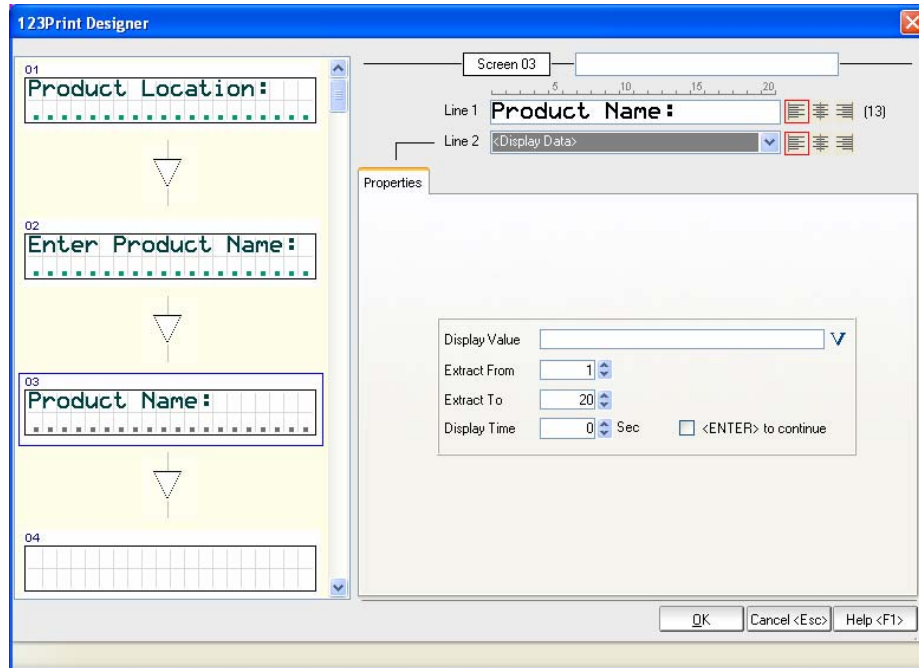 123Print Designer
01
Product Location:
02
Enter Product Name:
03
Product Name:
04
Screen 03
5 10 15 20
Line 1 Product Name: (13)
Line 2 <Display Data>
Properties
Display Value V
Extract From 1
Extract To 20
Display Time 0 Sec <ENTER> to continue
OK Cancel <Esc> Help <F1>